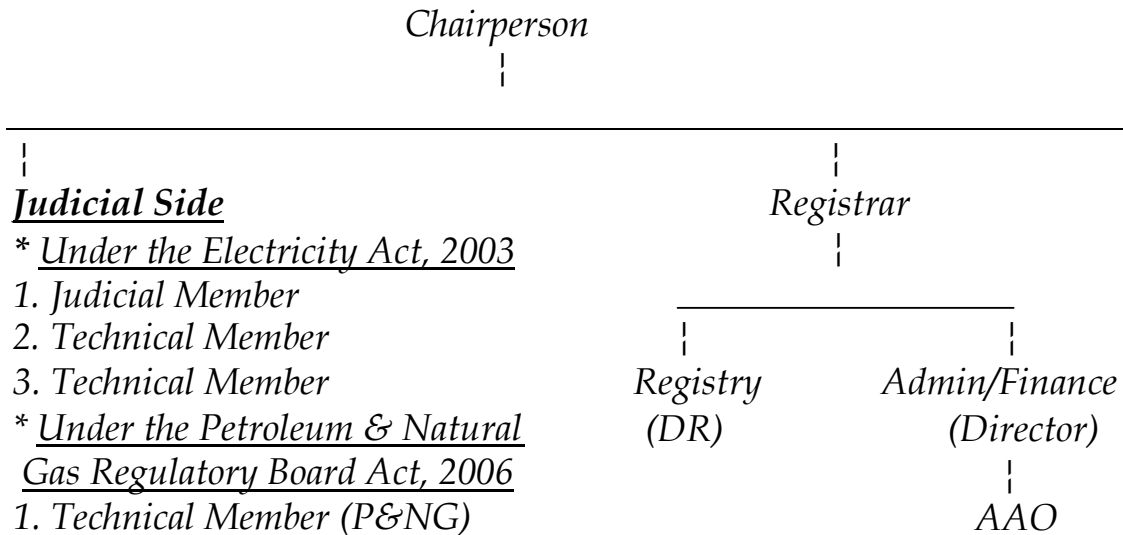 Chairperson
Judicial Side
* Under the Electricity Act, 2003
1. Judicial Member
2. Technical Member
3. Technical Member
* Under the Petroleum & Natural
Gas Regulatory Board Act, 2006
1. Technical Member (P&NG)
Registrar
Registry
(DR)
Admin/Finance
(Director)
AAO